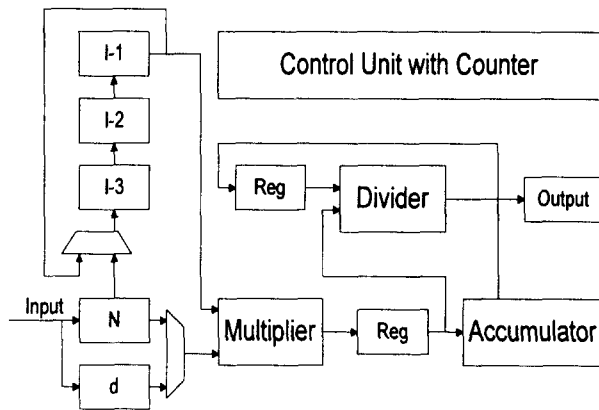 I-1
Control Unit with Counter
I-2
I-3
Reg
Divider
Output
Input
N
Multiplier
Reg
Accumulator
d